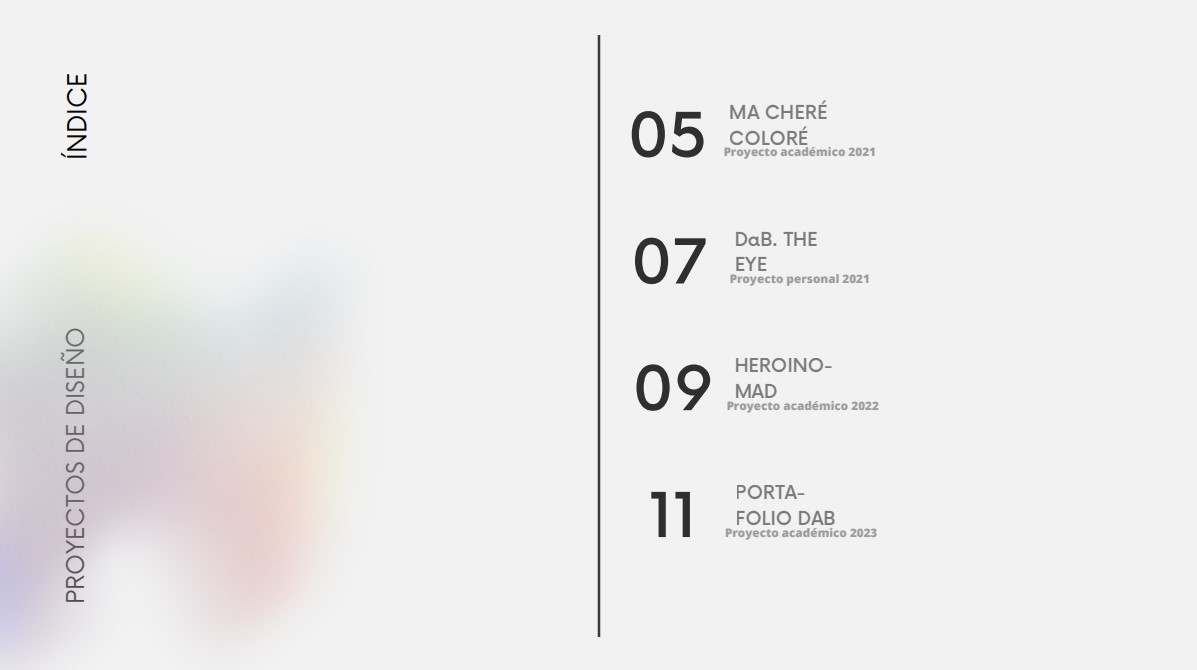 ÍNDICE
PROYECTOS DE DISEÑO
05
MA CHERÉ
COLORÉ
Proyecto académico 2021
07
DaB. THE
EYE
Proyecto personal 2021
09
HEROINO-
MAD
Proyecto académico 2022
11
PORTA-
FOLIO DAB
Proyecto académico 2023